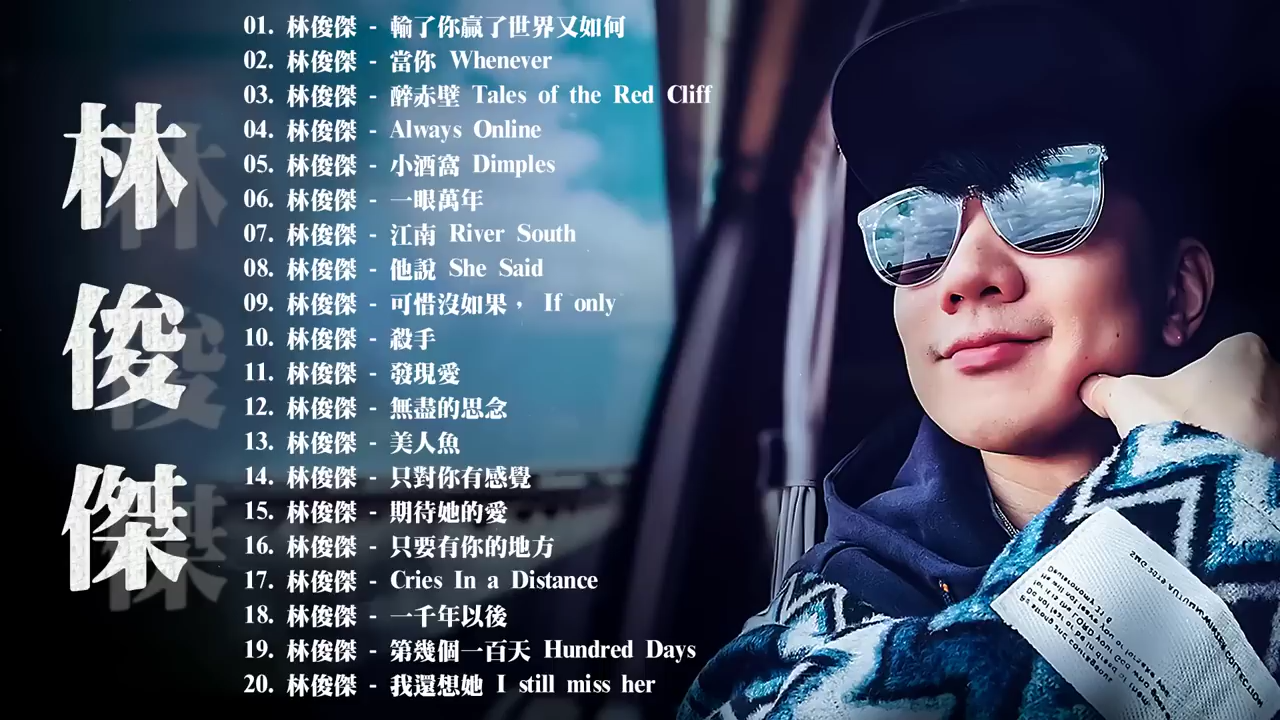 林俊傑
01. 林俊傑 - 輸了你贏了世界又如何
02. 林俊傑 - 當你 Whenever
03. 林俊傑 - 醉赤壁 Tales of the Red Cliff
04. 林俊傑 - Always Online
05. 林俊傑 - 小酒窩 Dimples
06. 林俊傑 - 一眼萬年
07. 林俊傑 - 江南 River South
08. 林俊傑 - 他說 She Said
09. 林俊傑 - 可惜沒如果， If only
10. 林俊傑 - 殺手
11. 林俊傑 - 發現愛
12. 林俊傑 - 無盡的思念
13. 林俊傑 - 美人魚
14. 林俊傑 - 只對你有感覺
15. 林俊傑 - 期待她的愛
16. 林俊傑 - 只要有你的地方
17. 林俊傑 - Cries In a Distance
18. 林俊傑 - 一千年以後
19. 林俊傑 - 第幾個一百天 Hundred Days
20. 林俊傑 - 我還想她 I still miss her